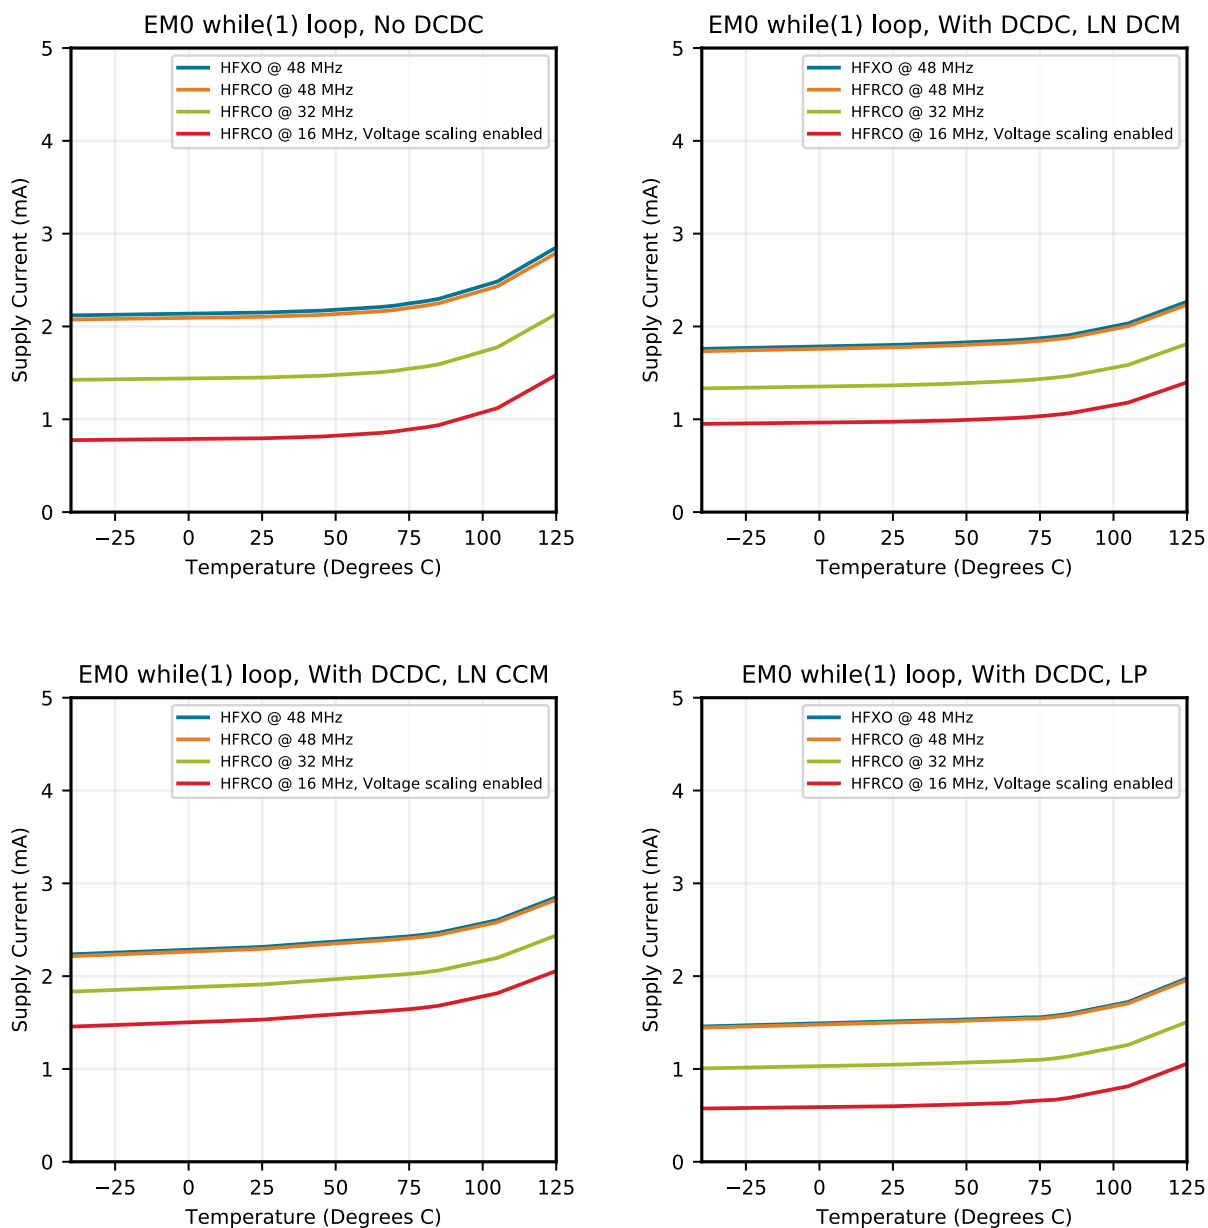 EM0 while(1) loop, No DCDC
HFXO @ 48 MHz
HFRCO @ 48 MHz
HFRCO @ 32 MHz
HFRCO @ 16 MHz, Voltage scaling enabled
Supply Current (mA)
5
4
3
2
1
0
−25 0 25 50 75 100 125
Temperature (Degrees C)
EM0 while(1) loop, With DCDC, LN DCM
HFXO @ 48 MHz
HFRCO @ 48 MHz
HFRCO @ 32 MHz
HFRCO @ 16 MHz, Voltage scaling enabled
Supply Current (mA)
5
4
3
2
1
0
−25 0 25 50 75 100 125
Temperature (Degrees C)
EM0 while(1) loop, With DCDC, LN CCM
HFXO @ 48 MHz
HFRCO @ 48 MHz
HFRCO @ 32 MHz
HFRCO @ 16 MHz, Voltage scaling enabled
Supply Current (mA)
5
4
3
2
1
0
−25 0 25 50 75 100 125
Temperature (Degrees C)
EM0 while(1) loop, With DCDC, LP
HFXO @ 48 MHz
HFRCO @ 48 MHz
HFRCO @ 32 MHz
HFRCO @ 16 MHz, Voltage scaling enabled
Supply Current (mA)
5
4
3
2
1
0
−25 0 25 50 75 100 125
Temperature (Degrees C)